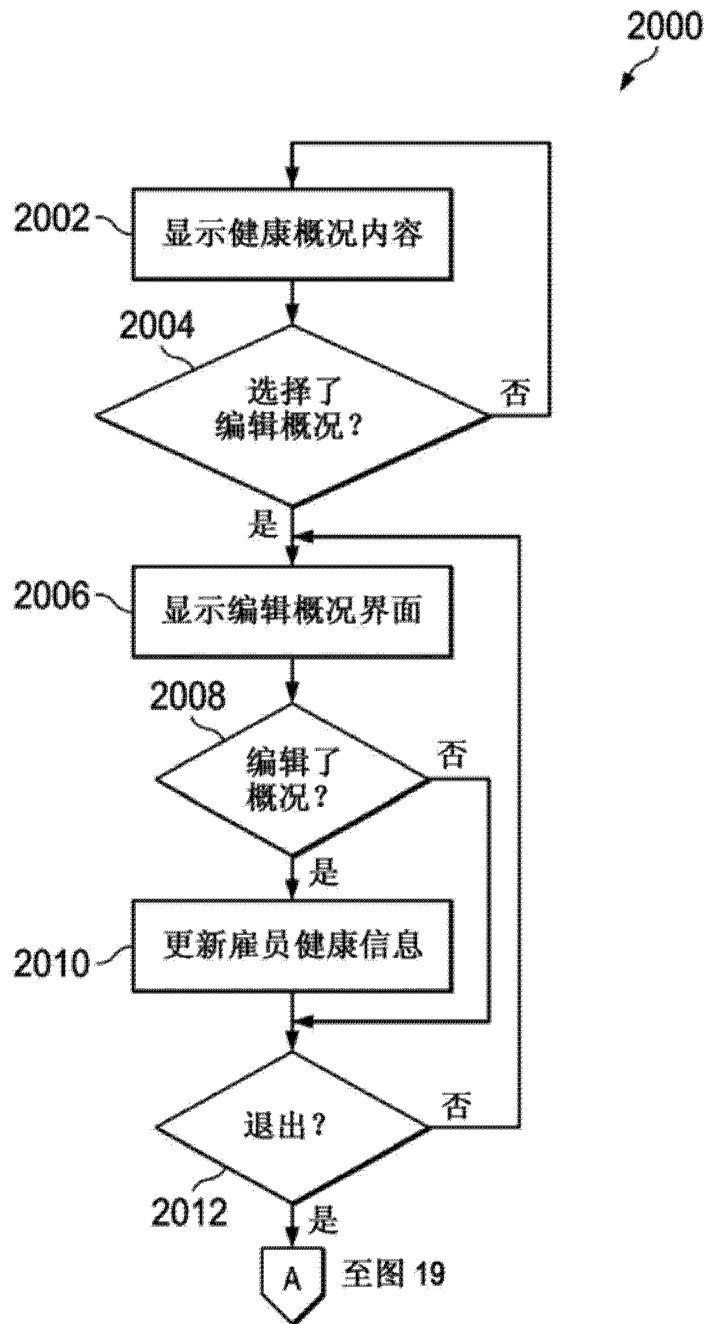 2000
2002
显示健康概况内容
2004
选择了
编辑概况？
否
是
2006
显示编辑概况界面
2008
编辑了
概况？
否
是
2010
更新雇员健康信息
退出？
否
2012
是
A
至图 19